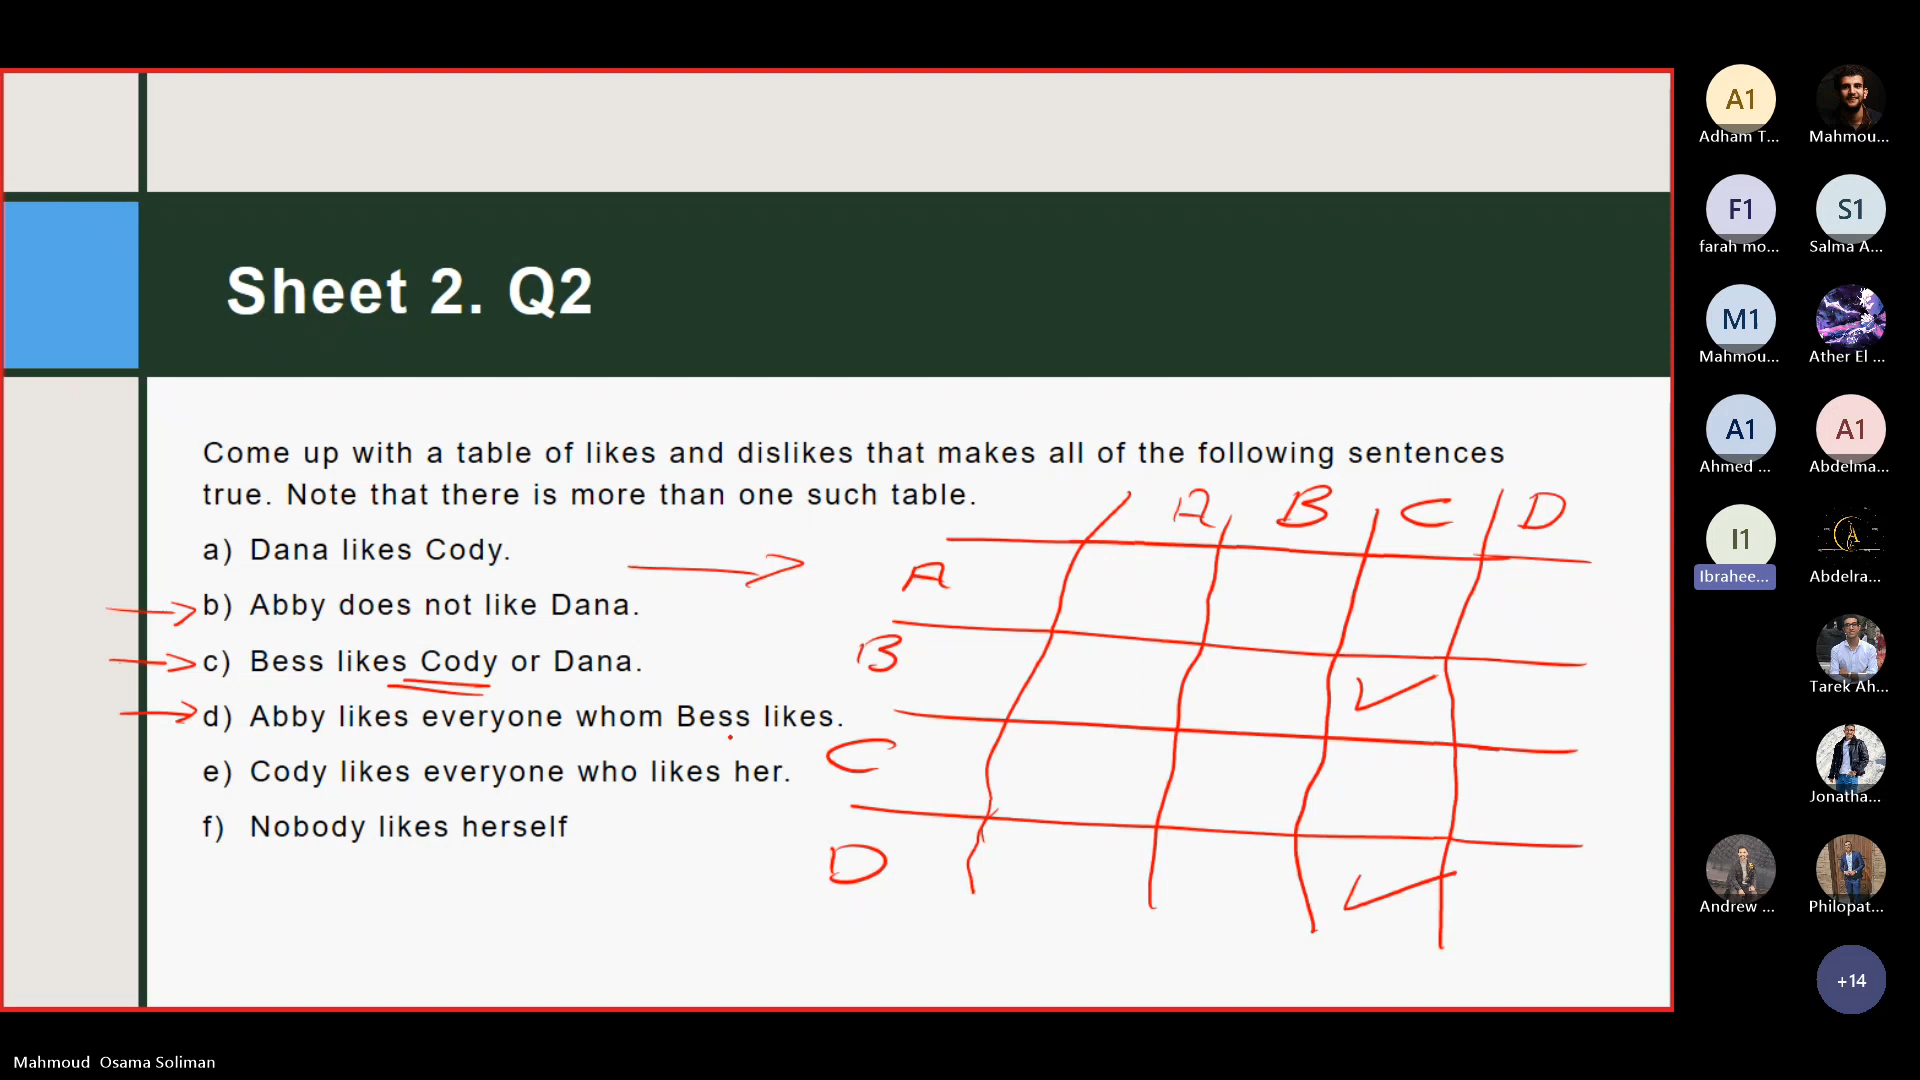 Sheet 2. Q2
Come up with a table of likes and dislikes that makes all of the following sentences
true. Note that there is more than one such table.
a) Dana likes Cody.
b) Abby does not like Dana.
c) Bess likes Cody or Dana.
d) Abby likes everyone whom Bess likes.
e) Cody likes everyone who likes her.
f) Nobody likes herself
A B C D
A
B
C
D
A1
Adham T...
Mahmou...
F1
farah mo...
S1
Salma A...
M1
Mahmou...
Ather El ...
A1
Ahmed ...
A1
Abdelma...
I1
Ibrahee...
Abdelra...
Tarek Ah...
Jonatha...
Andrew ...
Philopat...
+14
Mahmoud Osama Soliman